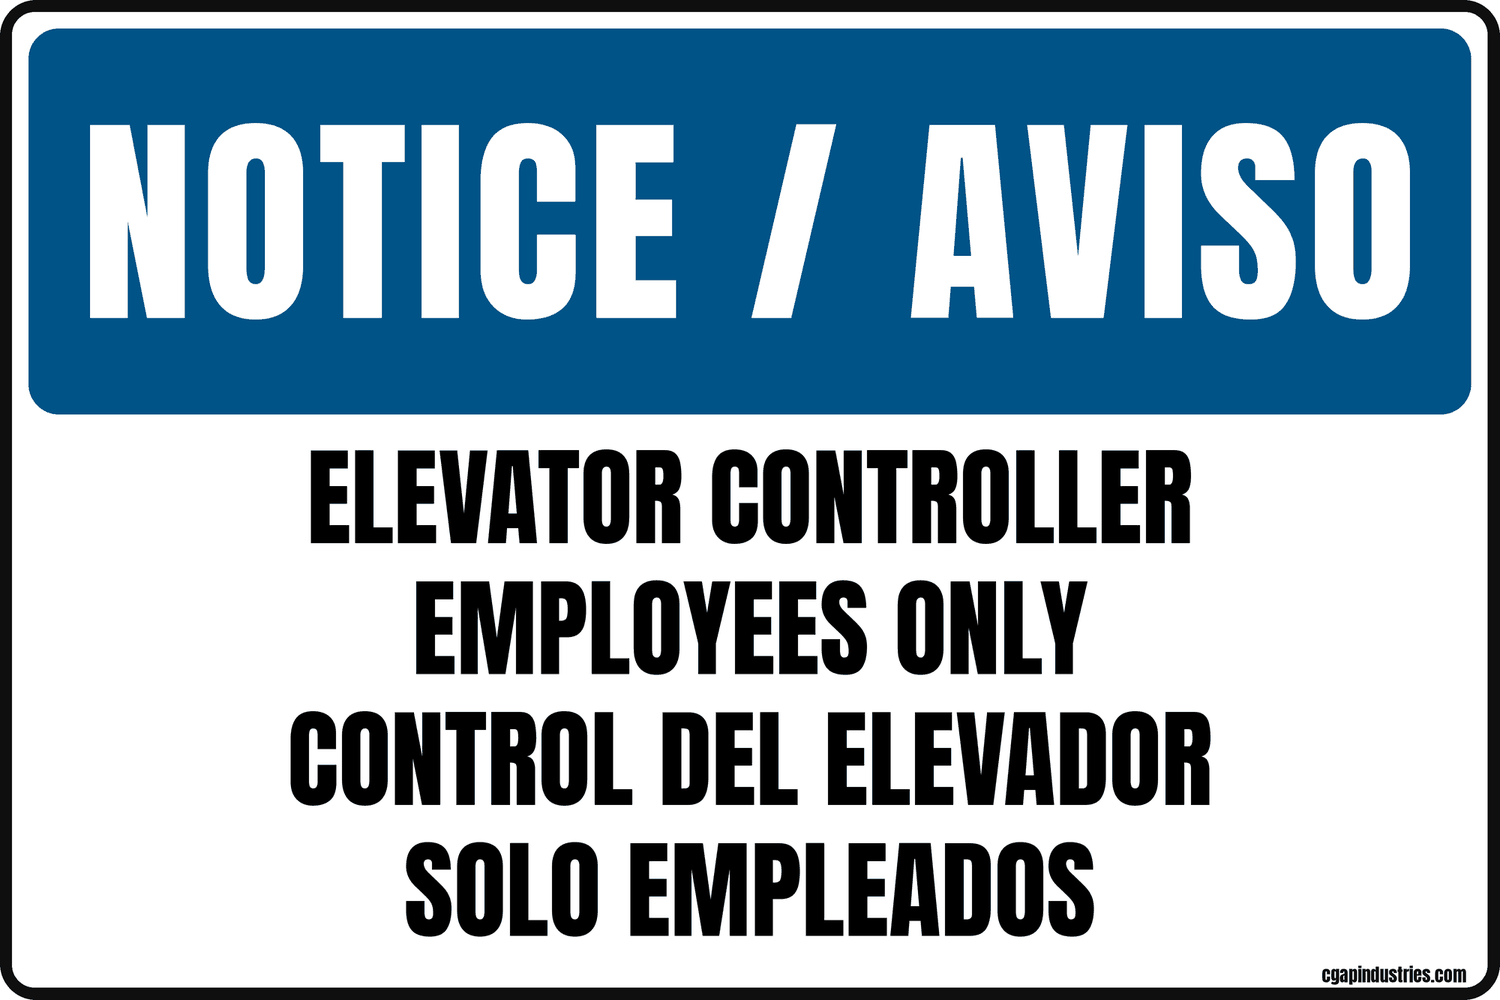 NOTICE / AVISO
ELEVATOR CONTROLLER
EMPLOYEES ONLY
CONTROL DEL ELEVADOR
SOLO EMPLEADOS
cgapindustries.com